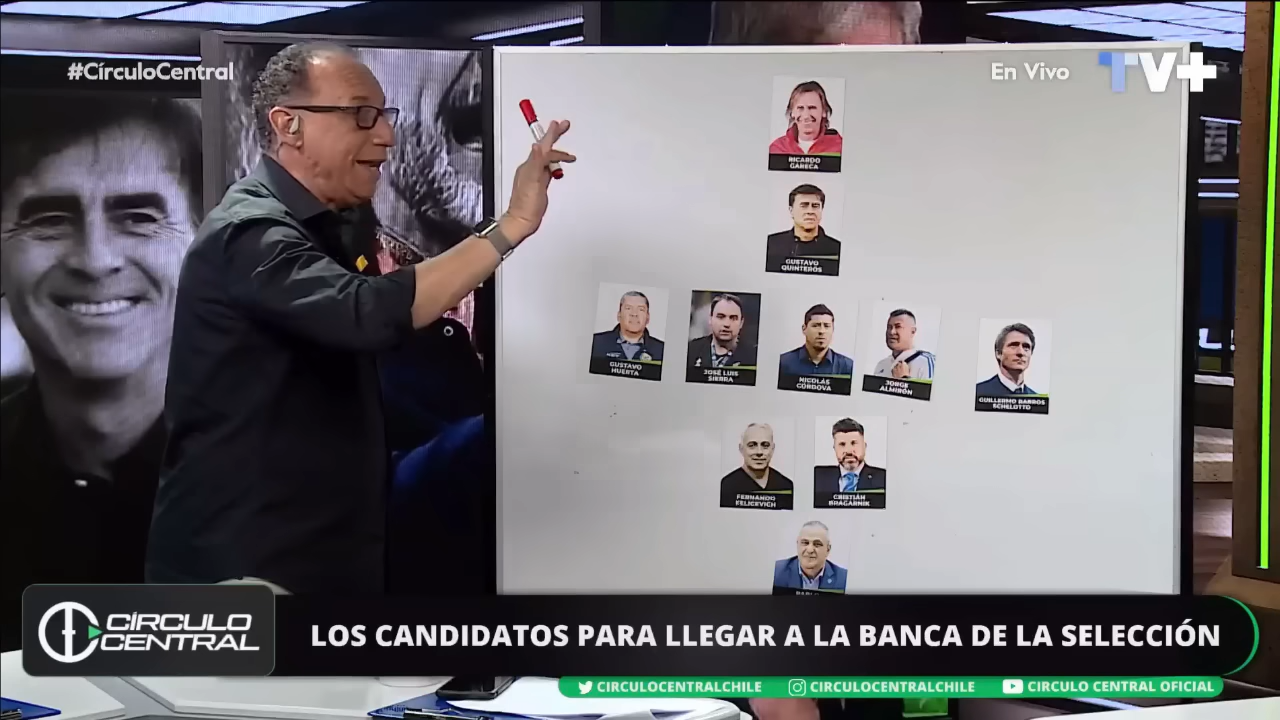 #CírculoCentral
En Vivo
TV+
RICARDO
GARECA
GUSTAVO
QUINTEROS
GUSTAVO
HUERTA
JOSÉ LUIS
SIERRA
NICOLÁS
CÓRDOVA
JORGE
ALMIRÓN
GUILLERMO BARROS
SCHELOTTO
FERNANDO
FELICEVICH
CRISTIÁN
BRAGARNIK
CÍRCULO
CENTRAL
LOS CANDIDATOS PARA LLEGAR A LA BANCA DE LA SELECCIÓN
CIRCULOCENTRALCHILE
CIRCULOCENTRALCHILE
CIRCULO CENTRAL OFICIAL